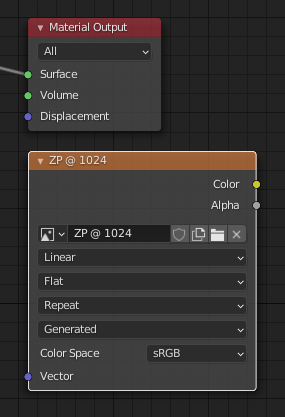 Material Output
All
Surface
Volume
Displacement
ZP @ 1024
Color
Alpha
ZP @ 1024
Linear
Flat
Repeat
Generated
Color Space sRGB
Vector